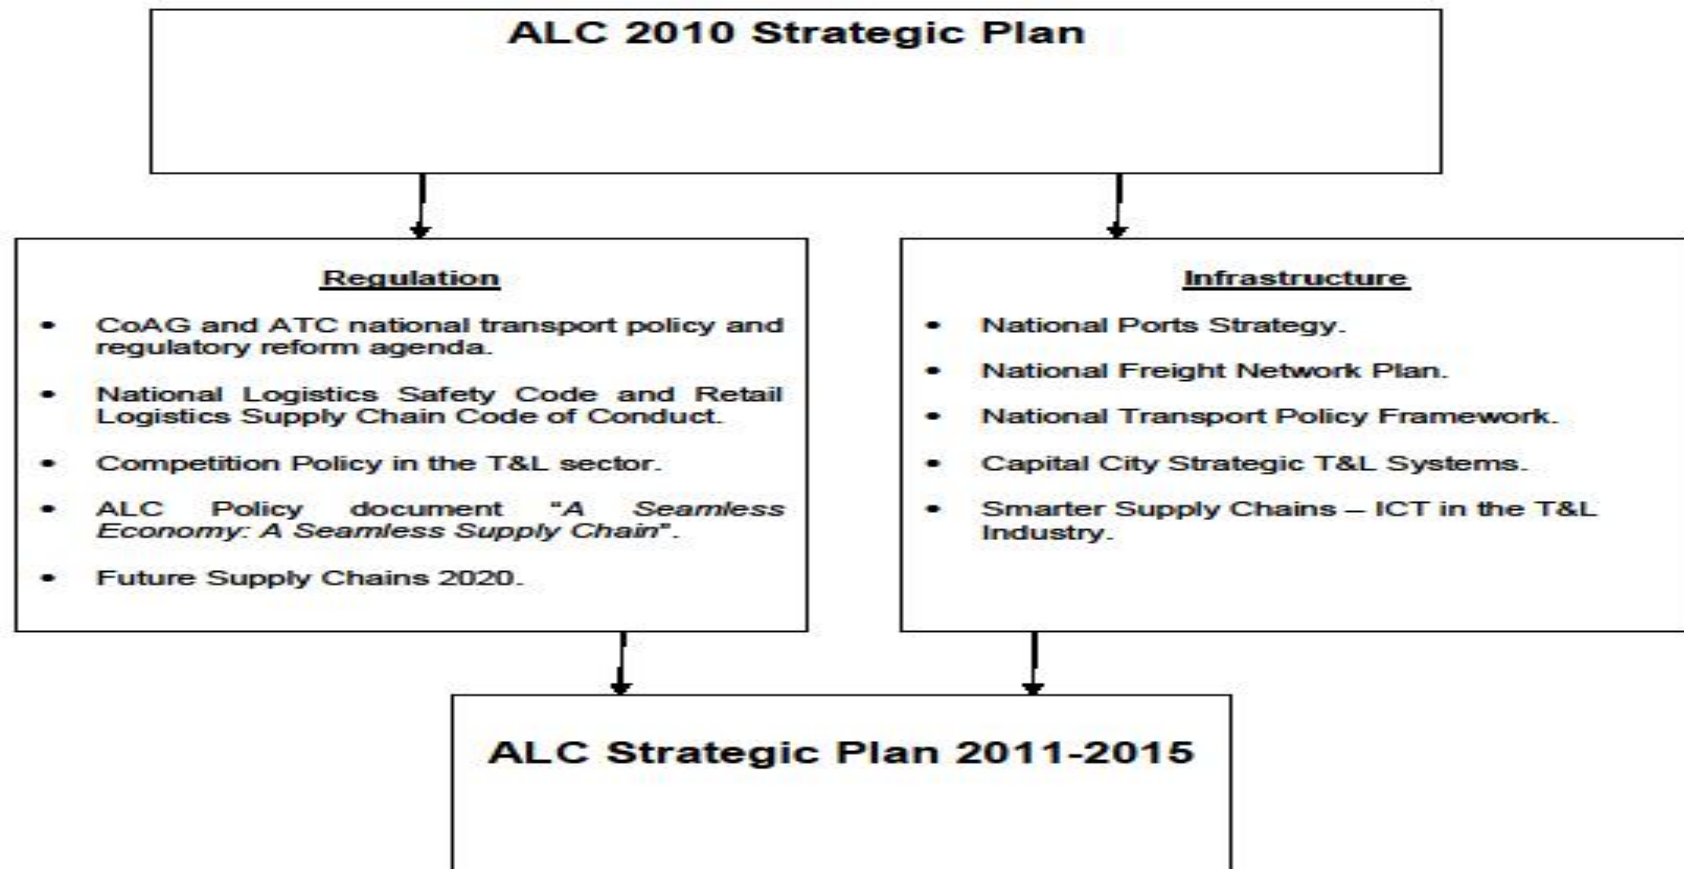 ALC 2010 Strategic Plan
Regulation
• CoAG and ATC national transport policy and
regulatory reform agenda.
• National Logistics Safety Code and Retail
Logistics Supply Chain Code of Conduct.
• Competition Policy in the T&L sector.
• ALC Policy document "A Seamless
Economy: A Seamless Supply Chain".
• Future Supply Chains 2020.
Infrastructure
• National Ports Strategy.
• National Freight Network Plan.
• National Transport Policy Framework.
• Capital City Strategic T&L Systems.
• Smarter Supply Chains – ICT in the T&L
Industry.
ALC Strategic Plan 2011-2015